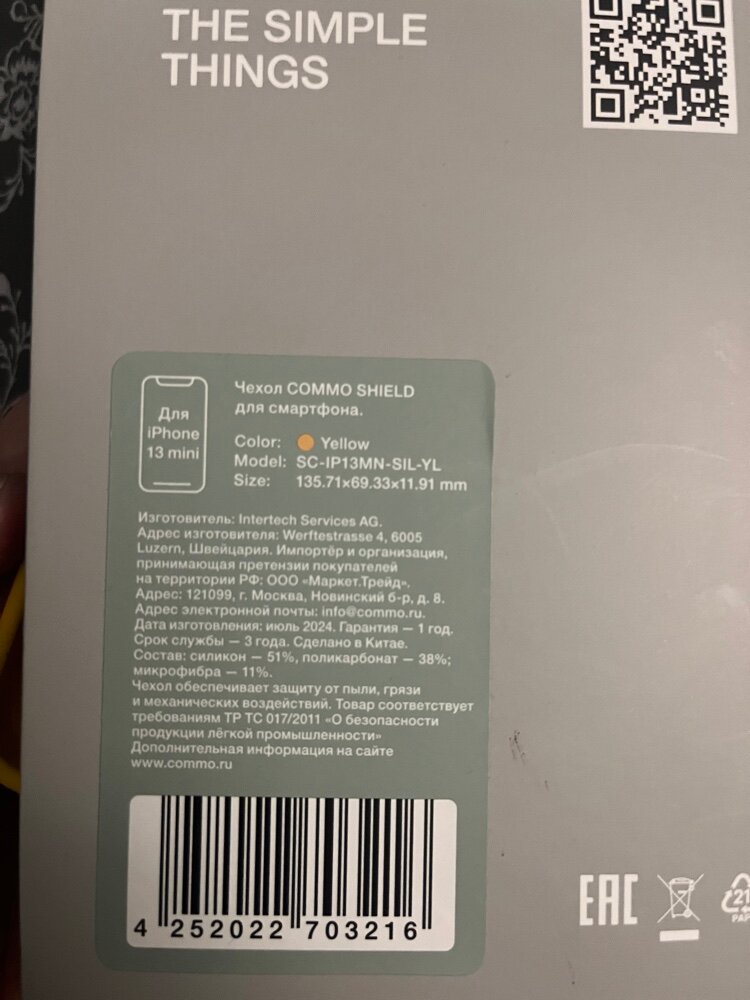 THE SIMPLE
THINGS
Для
iPhone
13 mini
Чехол COMMO SHIELD
для смартфона.
Color: Yellow
Model: SC-IP13MN-SIL-YL
Size: 135.71×69.33×11.91 mm
Изготовитель: Intertech Services AG.
Адрес изготовителя: Werftestrasse 4, 6005
Luzern, Швейцария. Импортёр и организация,
принимающая претензии покупателей
на территории РФ: ООО «Маркет.Трейд».
Адрес: 121099, г. Москва, Новинский б-р, д. 8.
Адрес электронной почты: info@commo.ru.
Дата изготовления: июль 2024. Гарантия — 1 год.
Срок службы — 3 года. Сделано в Китае.
Состав: силикон — 51%, поликарбонат — 38%;
микрофибра — 11%.
Чехол обеспечивает защиту от пыли, грязи
и механических воздействий. Товар соответствует
требованиям ТР ТС 017/2011 «О безопасности
продукции лёгкой промышленности»
Дополнительная информация на сайте
www.commo.ru
4 252022 703216
EAC
21
PAP